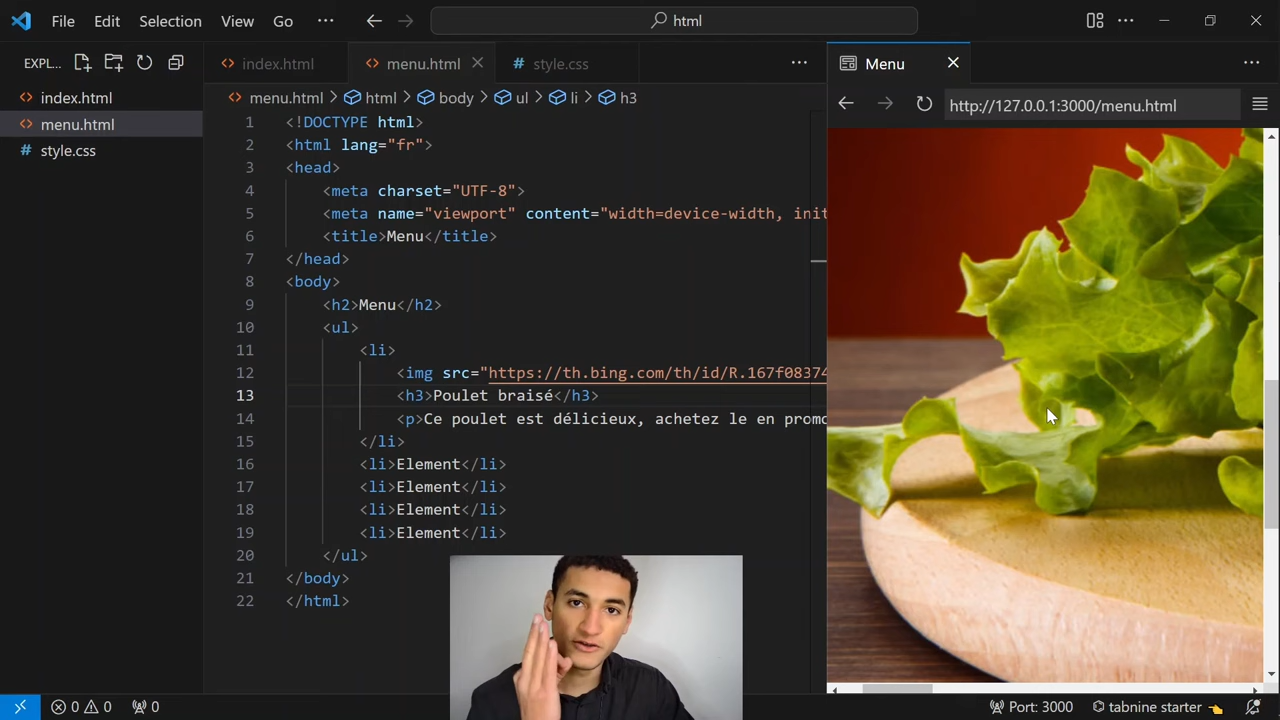 File Edit Selection View Go ... html
EXPL... index.html menu.html style.css Menu
index.html
menu.html
style.css
menu.html > html > body > ul > li > h3
http://127.0.0.1:3000/menu.html
1 <!DOCTYPE html>
2 <html lang="fr">
3 <head>
4 <meta charset="UTF-8">
5 <meta name="viewport" content="width=device-width, init
6 <title>Menu</title>
7 </head>
8 <body>
9 <h2>Menu</h2>
10 <ul>
11 <li>
12 <img src="https://th.bing.com/th/id/R.167f08374
13 <h3>Poulet braisé</h3>
14 <p>Ce poulet est délicieux, achetez le en promo
15 </li>
16 <li>Element</li>
17 <li>Element</li>
18 <li>Element</li>
19 <li>Element</li>
20 </ul>
21 </body>
22 </html>
0 0 0 Port: 3000 tabnine starter